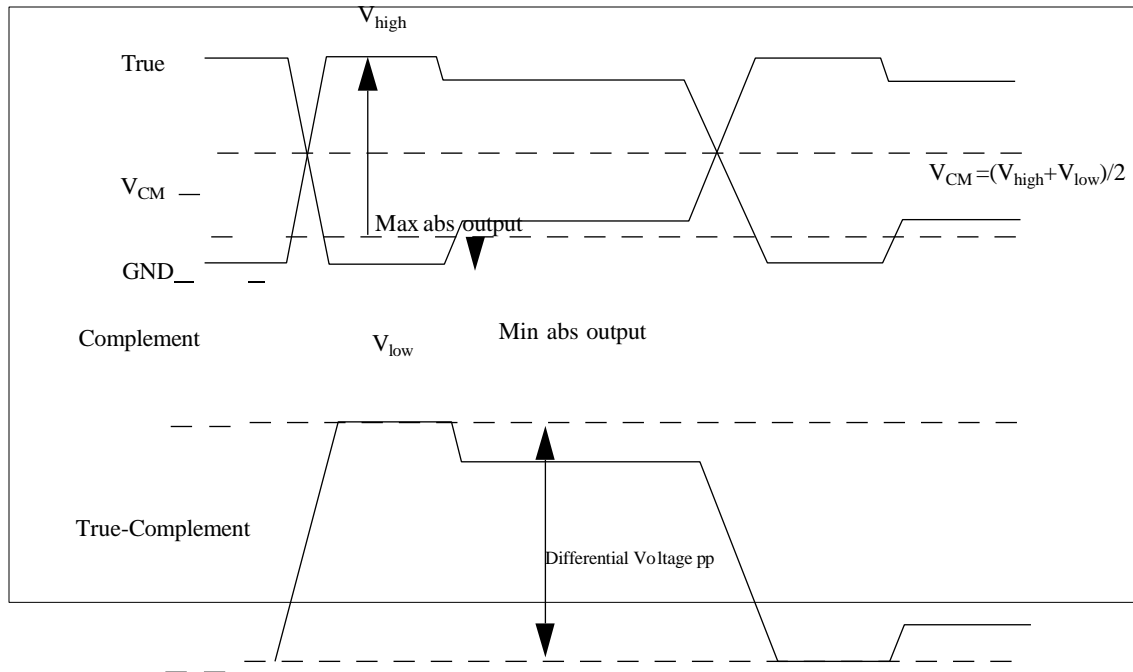 V_high
True
V_CM
V_CM=(V_high+V_low)/2
Max abs output
GND
Complement
V_low
Min abs output
True-Complement
Differential Voltage pp